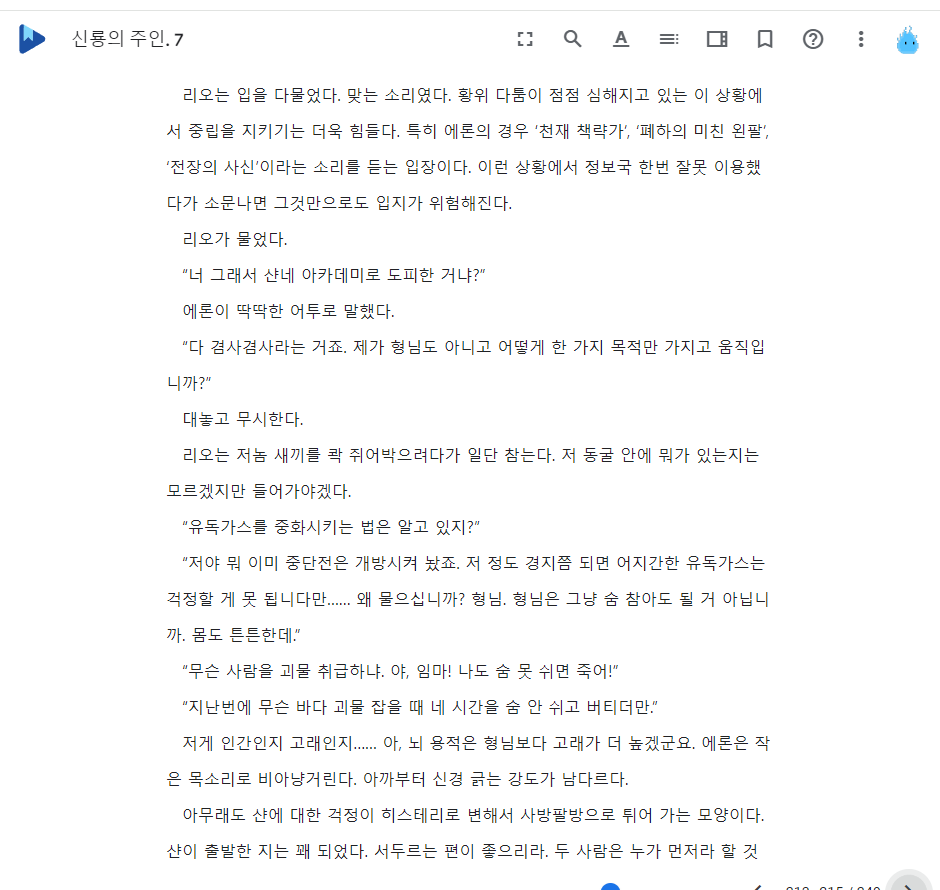 신룡의 주인. 7
리오는 입을 다물었다. 맞는 소리였다. 황위 다툼이 점점 심해지고 있는 이 상황에
서 중립을 지키기는 더욱 힘들다. 특히 에론의 경우 ‘천재 책략가’, ‘폐하의 미친 왼팔’,
‘전장의 사신’이라는 소리를 듣는 입장이다. 이런 상황에서 정보국 한번 잘못 이용했
다가 소문나면 그것만으로도 입지가 위험해진다.
리오가 물었다.
“너 그래서 샨네 아카데미로 도피한 거냐?”
에론이 딱딱한 어투로 말했다.
“다 겸사겸사라는 거죠. 제가 형님도 아니고 어떻게 한 가지 목적만 가지고 움직입
니까?”
대놓고 무시한다.
리오는 저놈 새끼를 콱 쥐어박으려다가 일단 참는다. 저 동굴 안에 뭐가 있는지는
모르겠지만 들어가야겠다.
“유독가스를 중화시키는 법은 알고 있지?”
“저야 뭐 이미 중단전은 개방시켜 놨죠. 저 정도 경지쯤 되면 어지간한 유독가스는
걱정할 게 못 됩니다만...... 왜 물으십니까? 형님. 형님은 그냥 숨 참아도 될 거 아닙니
까. 몸도 튼튼한데.”
“무슨 사람을 괴물 취급하냐. 야, 임마! 나도 숨 못 쉬면 죽어!”
“지난번에 무슨 바다 괴물 잡을 때 네 시간을 숨 안 쉬고 버티더만.”
저게 인간인지 고래인지...... 아, 뇌 용적은 형님보다 고래가 더 높겠군요. 에론은 작
은 목소리로 비아냥거린다. 아까부터 신경 긁는 강도가 남다르다.
아무래도 샨에 대한 걱정이 히스테리로 변해서 사방팔방으로 튀어 가는 모양이다.
샨이 출발한 지는 꽤 되었다. 서두르는 편이 좋으리라. 두 사람은 누가 먼저라 할 것